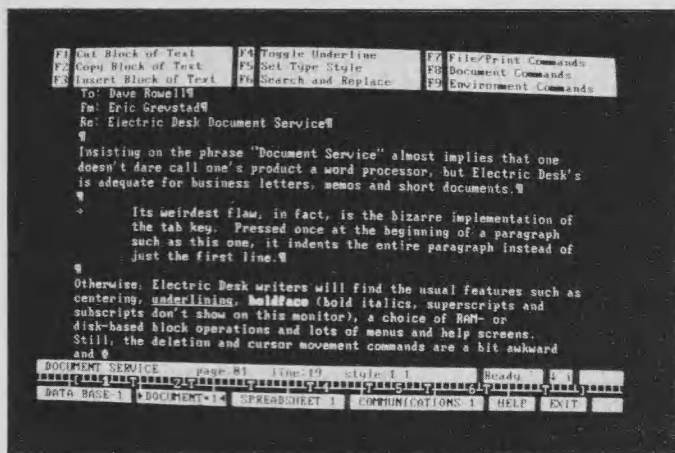 F1 Cut Block of Text F4 Toggle Underline F7 File/Print Commands
F2 Copy Block of Text F5 Set Type Style F8 Document Commands
F3 Insert Block of Text F6 Search and Replace F9 Environment Commands
To: Dave Rowell¶
Fm: Eric Grevstad¶
Re: Electric Desk Document Service¶
¶
Insisting on the phrase "Document Service" almost implies that one
doesn't dare call one's product a word processor, but Electric Desk's
is adequate for business letters, memos and short documents.¶
¶
Its weirdest flaw, in fact, is the bizarre implementation of
the tab key. Pressed once at the beginning of a paragraph
such as this one, it indents the entire paragraph instead of
just the first line.¶
¶
Otherwise, Electric Desk writers will find the usual features such as
centering, underlining, boldface (bold italics, superscripts and
subscripts don't show on this monitor), a choice of RAM- or
disk-based block operations and lots of menus and help screens.
Still, the deletion and cursor movement commands are a bit awkward
and
DOCUMENT SERVICE page:01 line:19 style:1 1 Ready ↓ i
[ 1 T 2 T T T 4 T 5 T 6 T T ]
DATA BASE-1 DOCUMENT-1 SPREADSHEET 1 COMMUNICATIONS 1 HELP EXIT